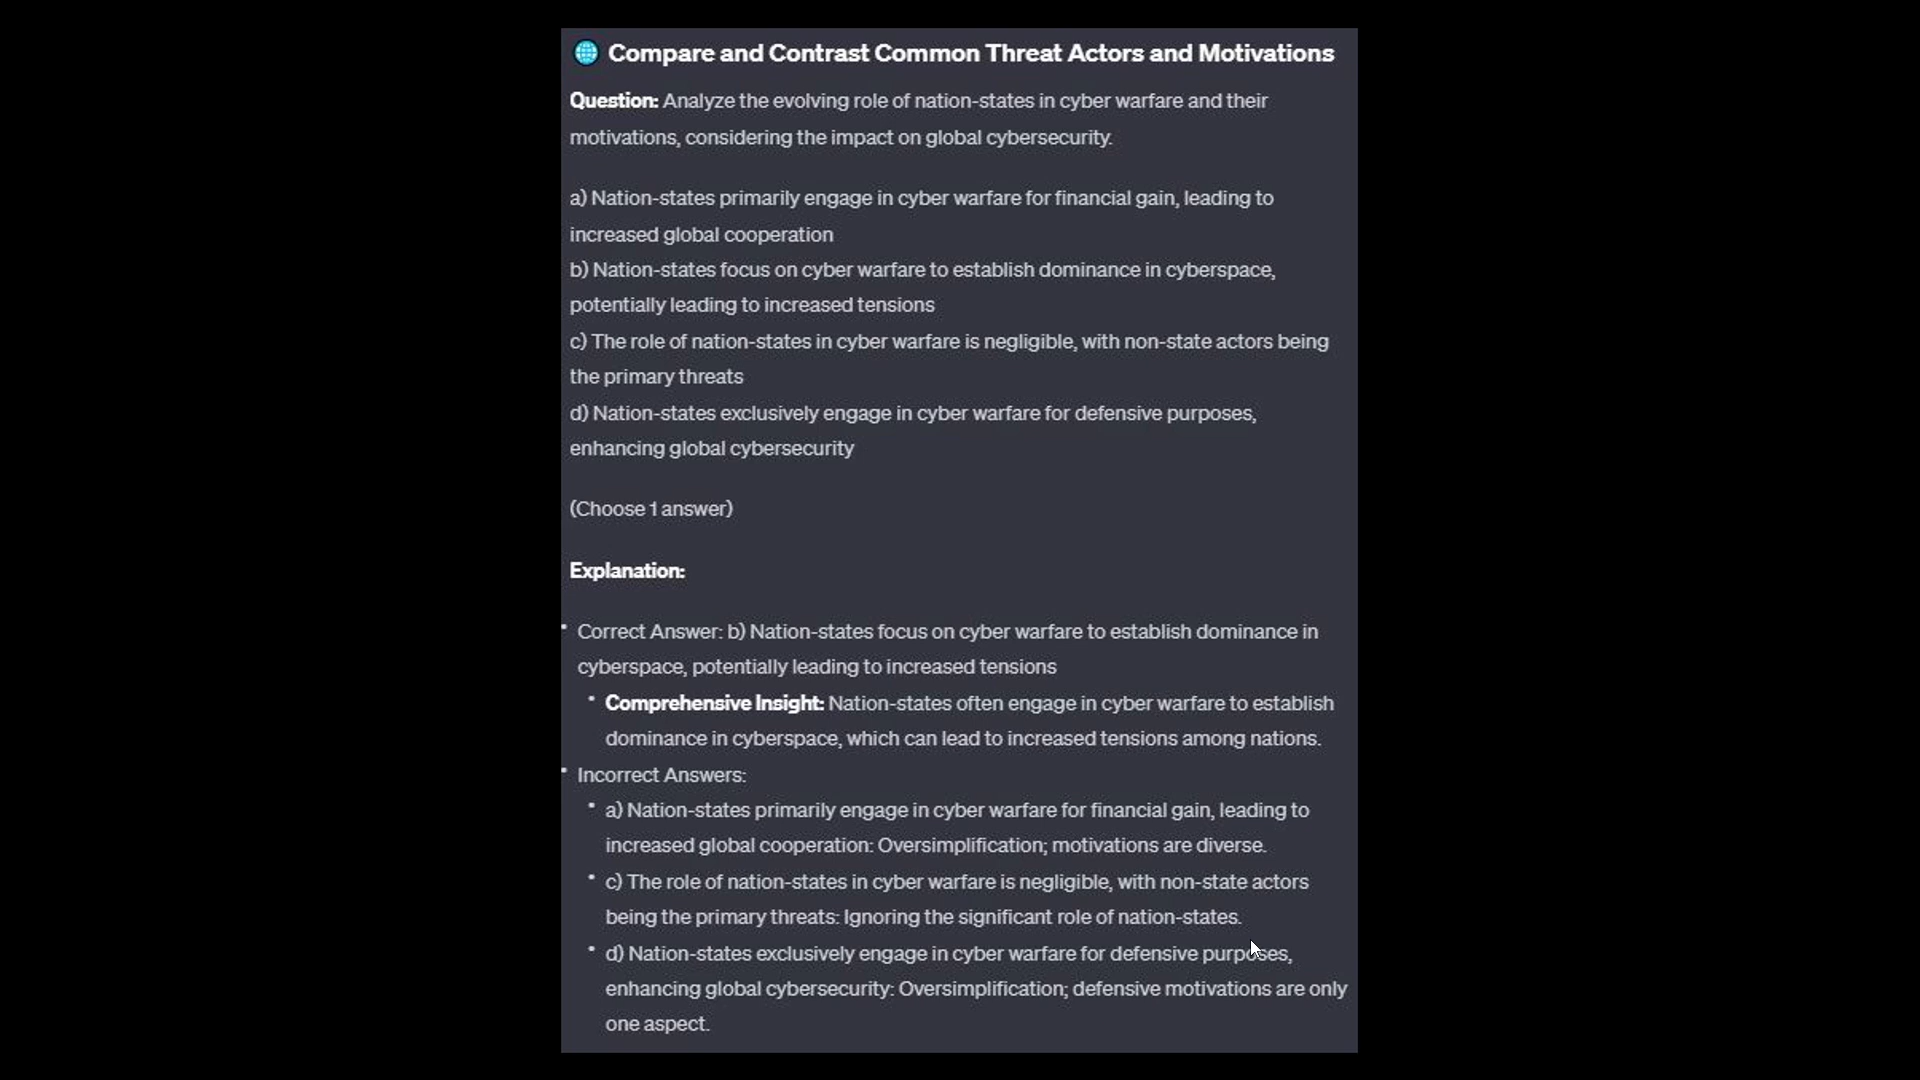 🌐 Compare and Contrast Common Threat Actors and Motivations
Question: Analyze the evolving role of nation-states in cyber warfare and their
motivations, considering the impact on global cybersecurity.
a) Nation-states primarily engage in cyber warfare for financial gain, leading to
increased global cooperation
b) Nation-states focus on cyber warfare to establish dominance in cyberspace,
potentially leading to increased tensions
c) The role of nation-states in cyber warfare is negligible, with non-state actors being
the primary threats
d) Nation-states exclusively engage in cyber warfare for defensive purposes,
enhancing global cybersecurity
(Choose 1 answer)
Explanation:
• Correct Answer: b) Nation-states focus on cyber warfare to establish dominance in
cyberspace, potentially leading to increased tensions
• Comprehensive Insight: Nation-states often engage in cyber warfare to establish
dominance in cyberspace, which can lead to increased tensions among nations.
• Incorrect Answers:
• a) Nation-states primarily engage in cyber warfare for financial gain, leading to
increased global cooperation: Oversimplification; motivations are diverse.
• c) The role of nation-states in cyber warfare is negligible, with non-state actors
being the primary threats: Ignoring the significant role of nation-states.
• d) Nation-states exclusively engage in cyber warfare for defensive purposes,
enhancing global cybersecurity: Oversimplification; defensive motivations are only
one aspect.